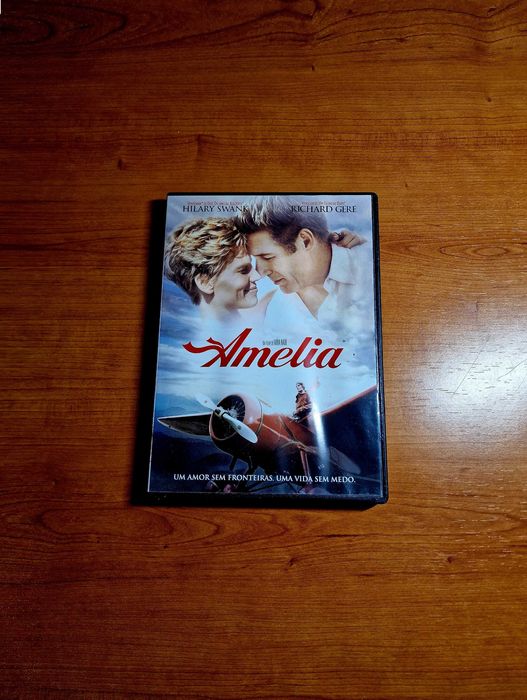 HILARY SWANK
RICHARD GERE
Amelia
UM AMOR SEM FRONTEIRAS. UMA VIDA SEM MEDO.